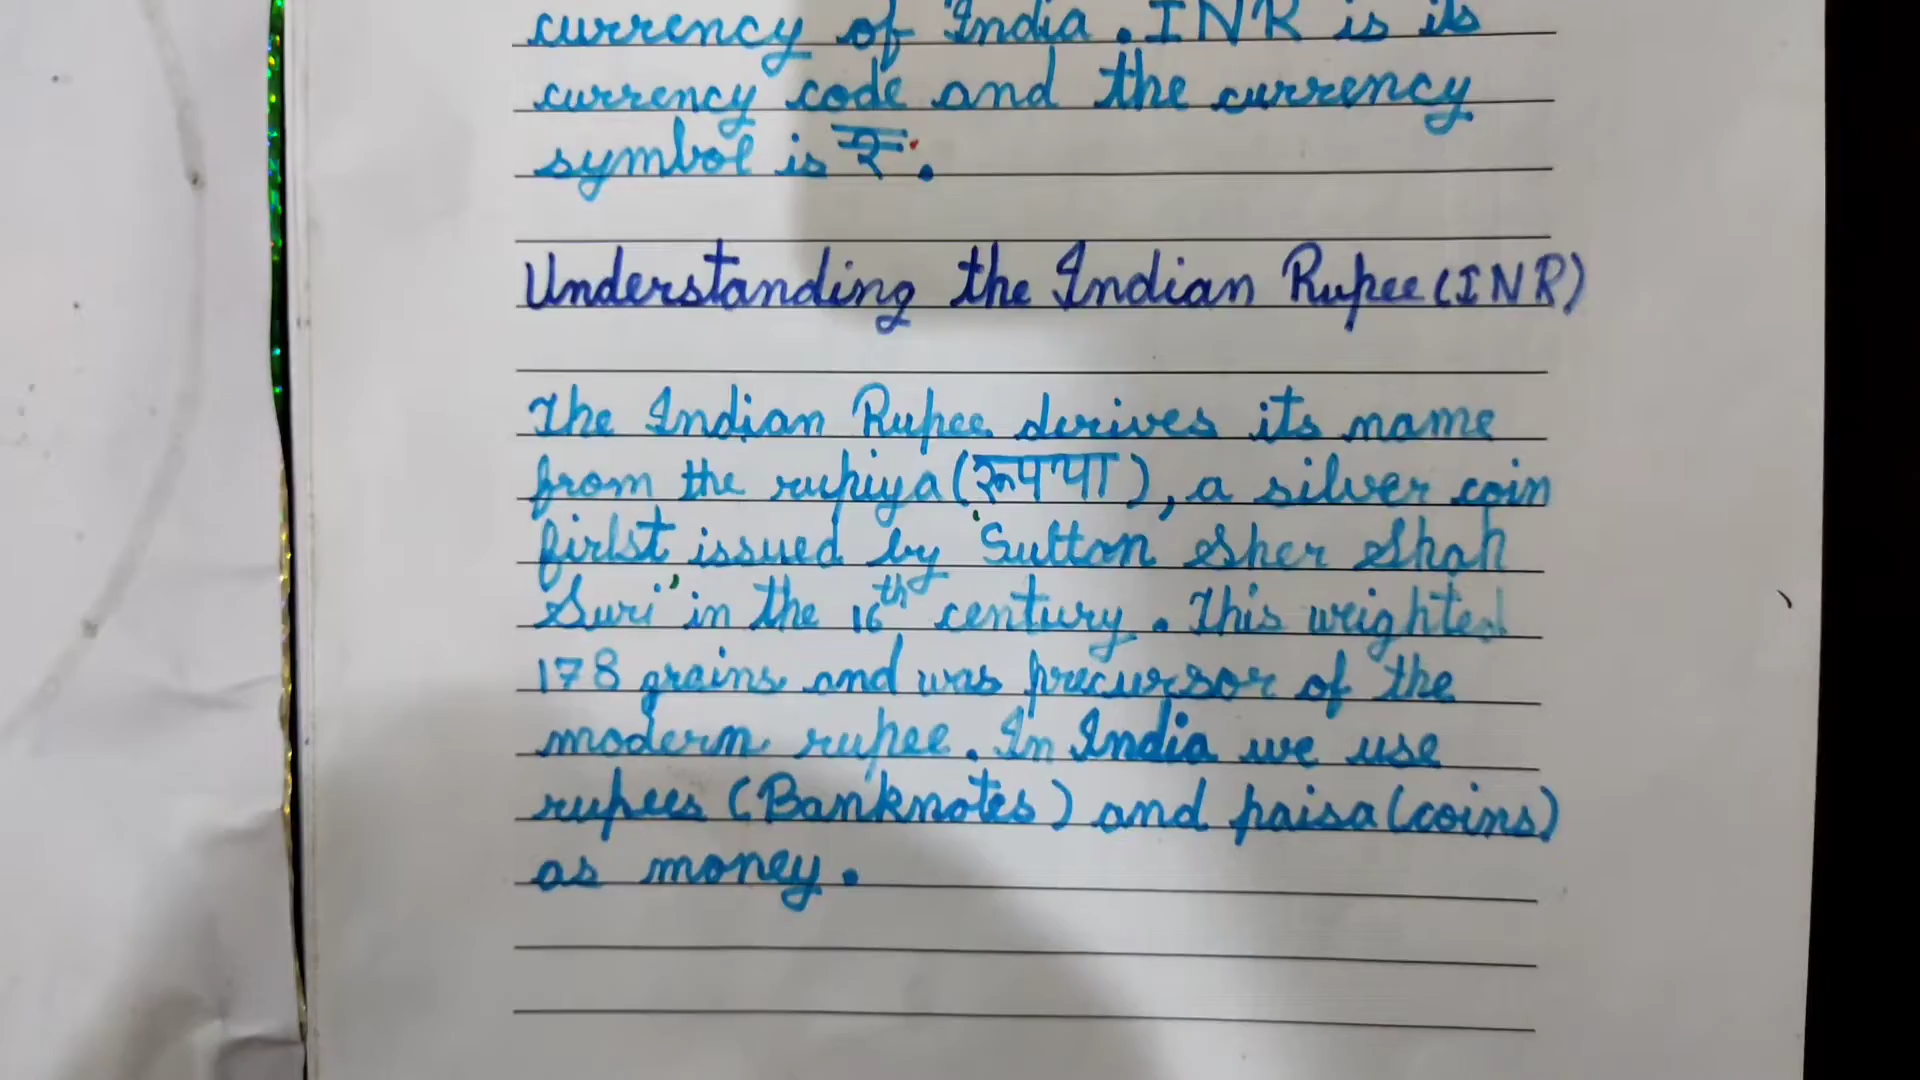 currency of India. INR is its
currency code and the currency
symbol is ₹.
Understanding the Indian Rupee (INR)
The Indian Rupee derives its name
from the rupiya (रूपया), a silver coin
first issued by Sultan Sher Shah
Suri in the 16th century. This weighted
178 grains and was precursor of the
modern rupee. In India we use
rupees (Banknotes) and paisa (coins)
as money.